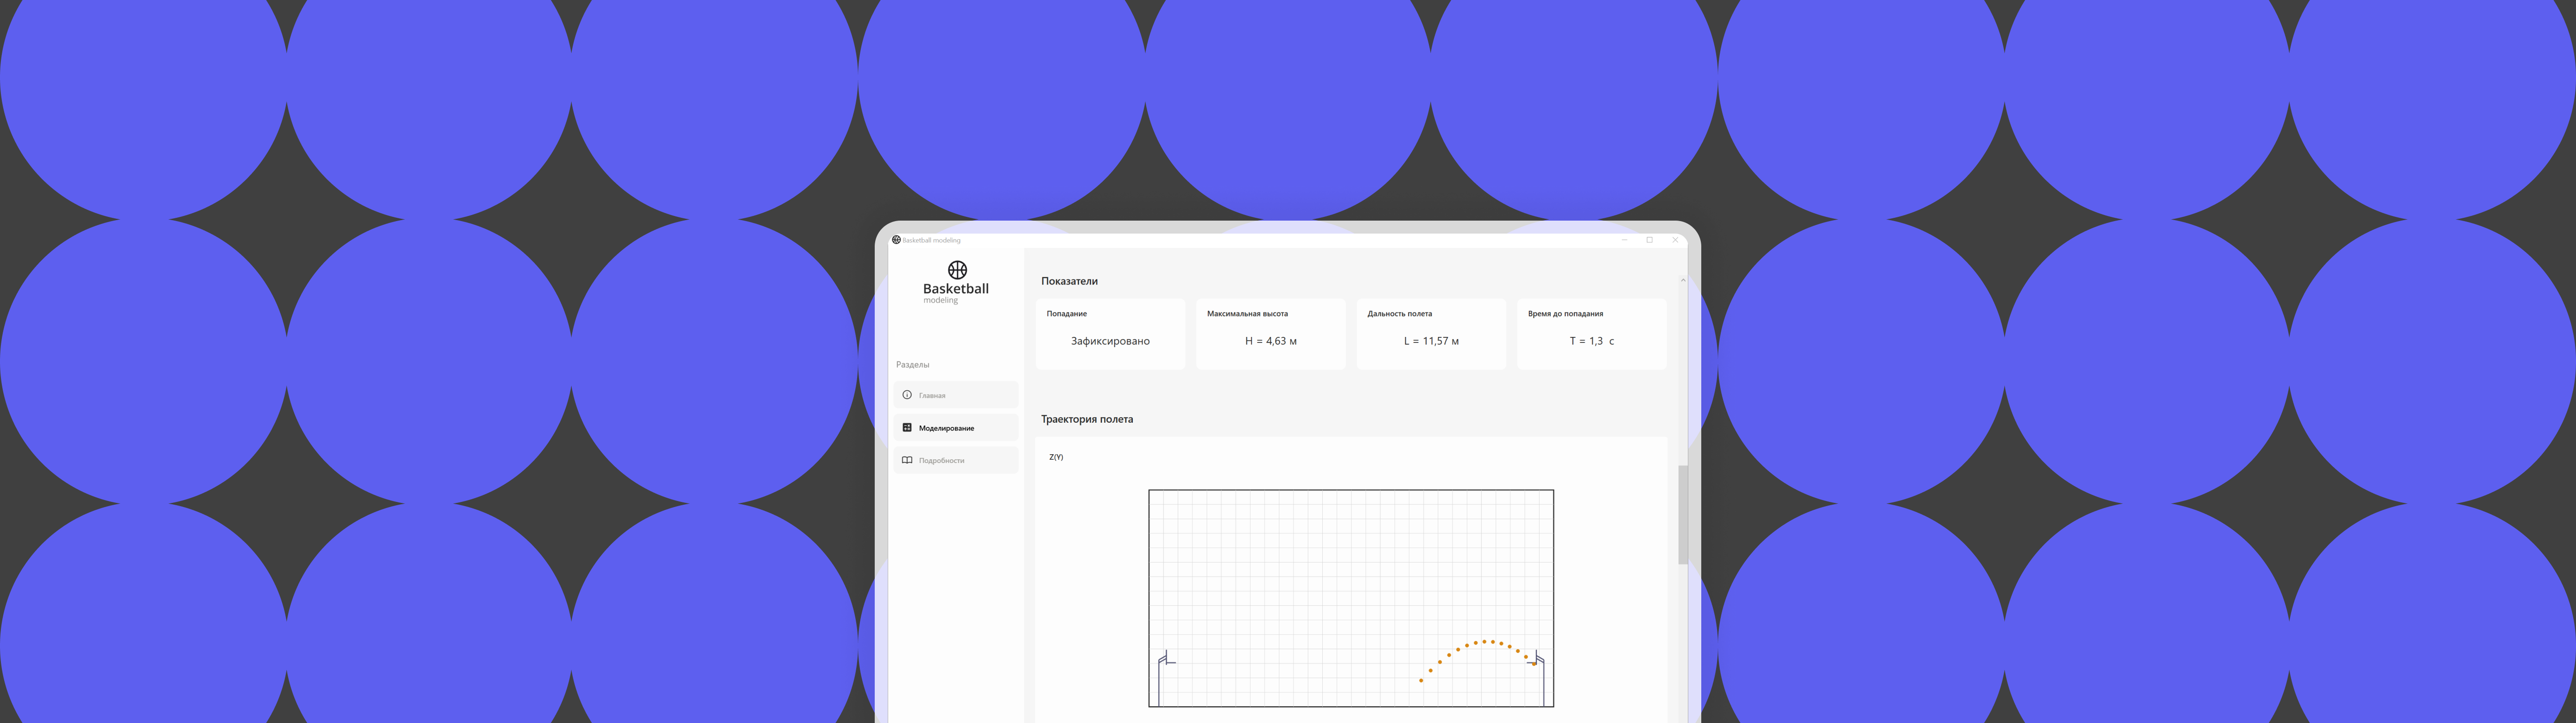 Basketball modeling
Basketball
modeling
Разделы
Главная
Моделирование
Подробности
Показатели
Попадание
Зафиксировано
Максимальная высота
H = 4,63 м
Дальность полета
L = 11,57 м
Время до попадания
T = 1,3 с
Траектория полета
Z(Y)